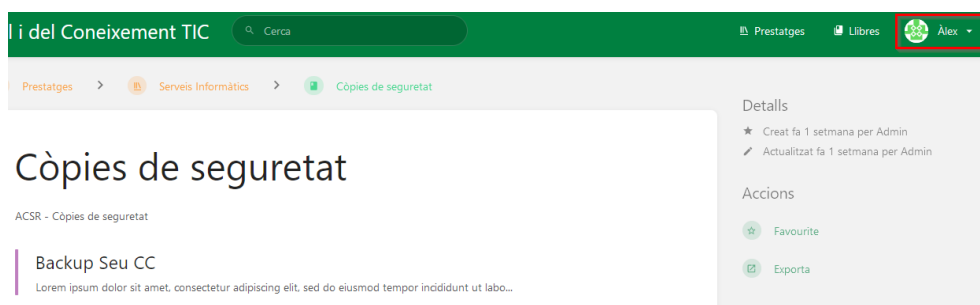 l i del Coneixement TIC
Cerca
Prestatges
Llibres
Àlex
Prestatges > Serveis Informàtics > Còpies de seguretat
Detalls
Creat fa 1 setmana per Admin
Actualitzat fa 1 setmana per Admin
Còpies de seguretat
ACSR - Còpies de seguretat
Accions
Favourite
Exporta
Backup Seu CC
Lorem ipsum dolor sit amet, consectetur adipiscing elit, sed do eiusmod tempor incididunt ut labo...